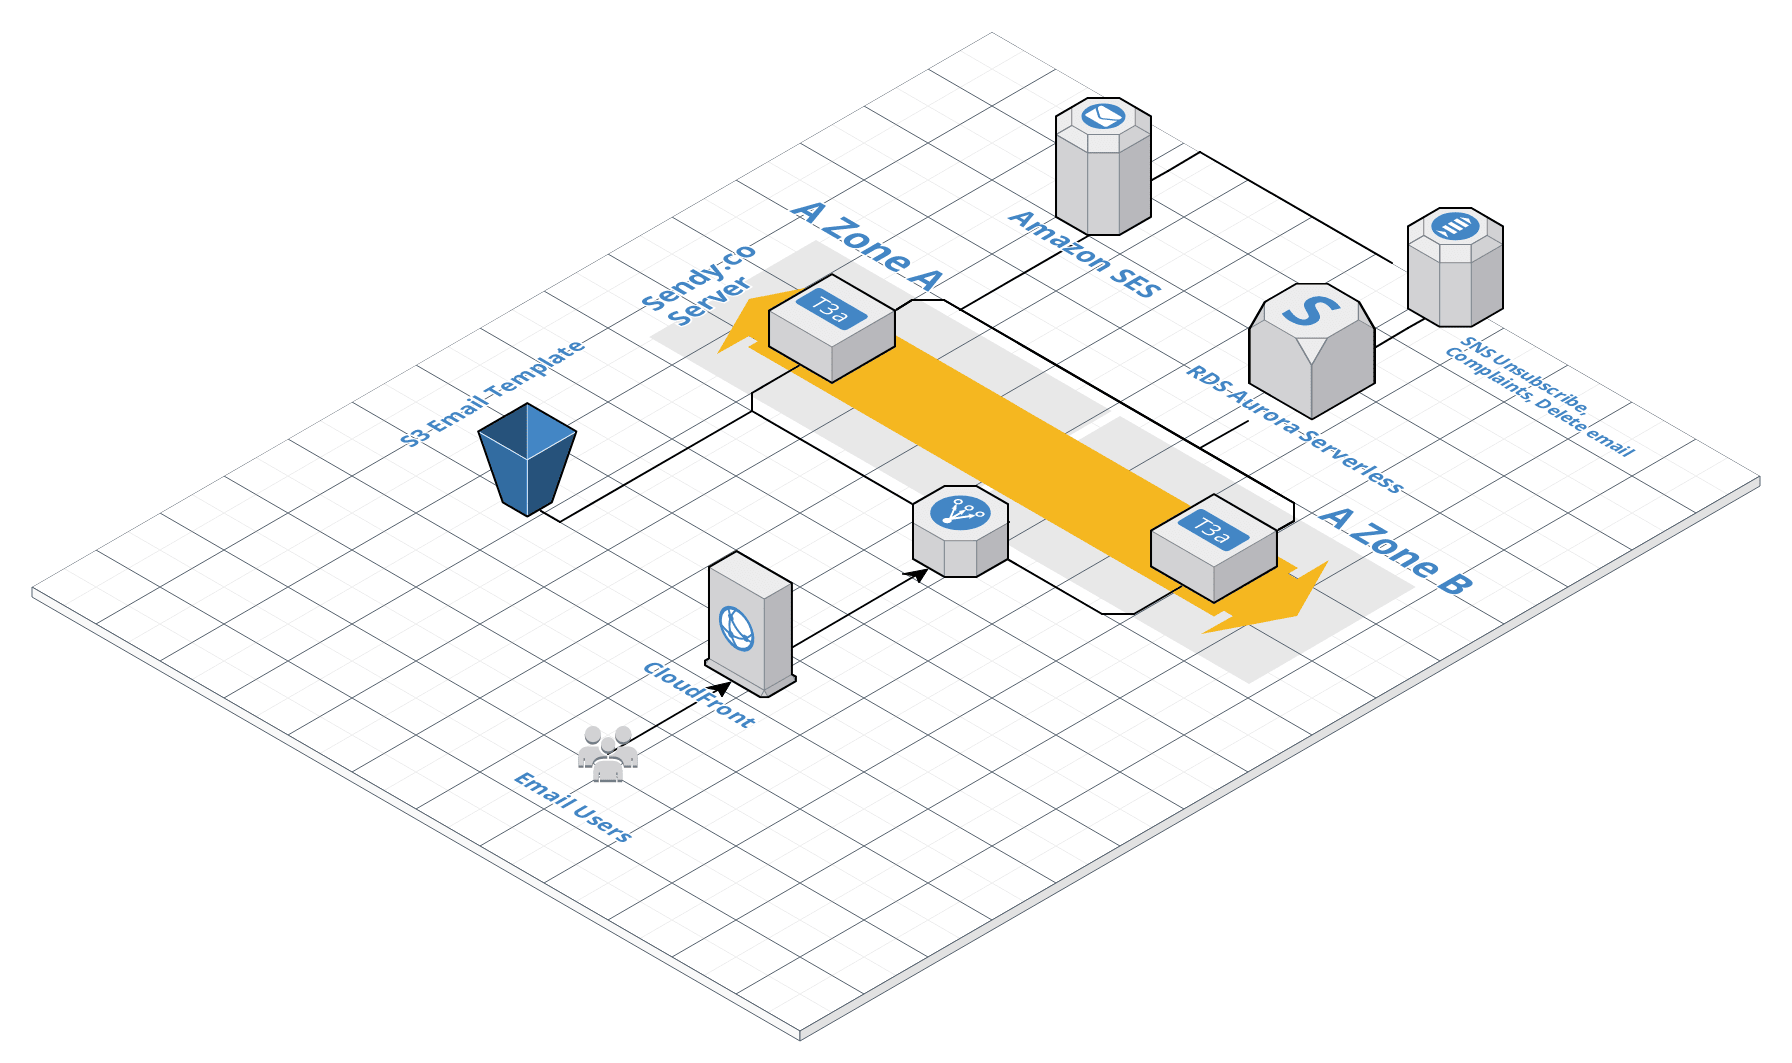 A Zone A
Sendy.co
Server
T3a
Amazon SES
S
SNS Unsubscribe,
Complaints, Delete email
RDS Aurora Serverless
S3 Email Template
T3a
A Zone B
CloudFront
Email Users